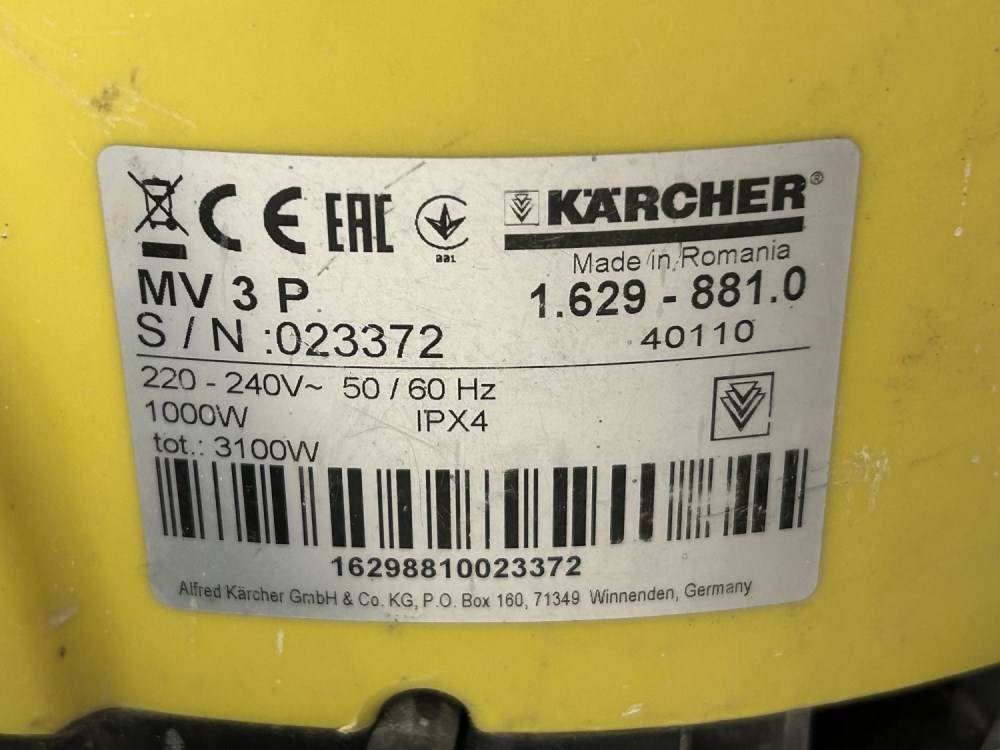 CE EAC KÄRCHER®
001
Made in Romania
MV 3 P 1.629 - 881.0
S / N :023372 40110
220 - 240V~ 50 / 60 Hz
1000W IPX4
tot.: 3100W
16298810023372
Alfred Kärcher GmbH & Co. KG, P.O. Box 160, 71349 Winnenden, Germany